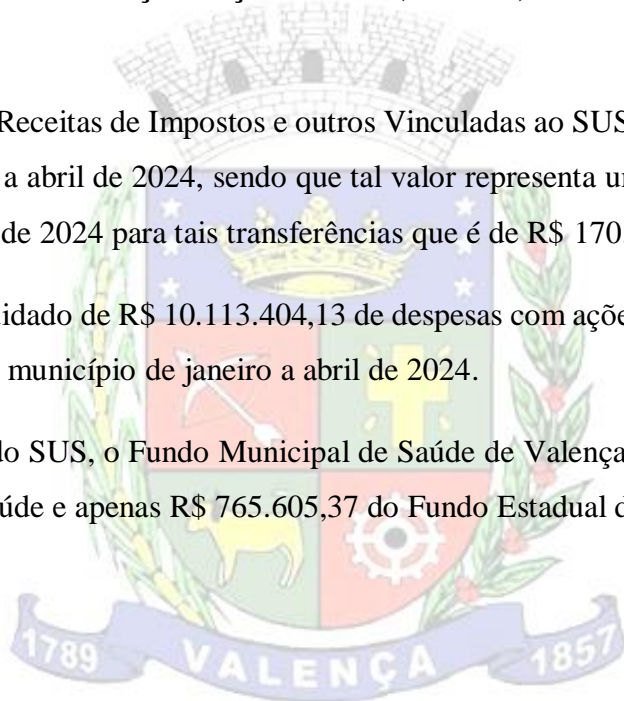 Receitas de Impostos e outros Vinculadas ao SUS
a abril de 2024, sendo que tal valor representa
de 2024 para tais transferências que é de R$ 170.
uidado de R$ 10.113.404,13 de despesas com açõe
município de janeiro a abril de 2024.
do SUS, o Fundo Municipal de Saúde de Valença
úde e apenas R$ 765.605,37 do Fundo Estadual d
1789 VALENÇA 1857